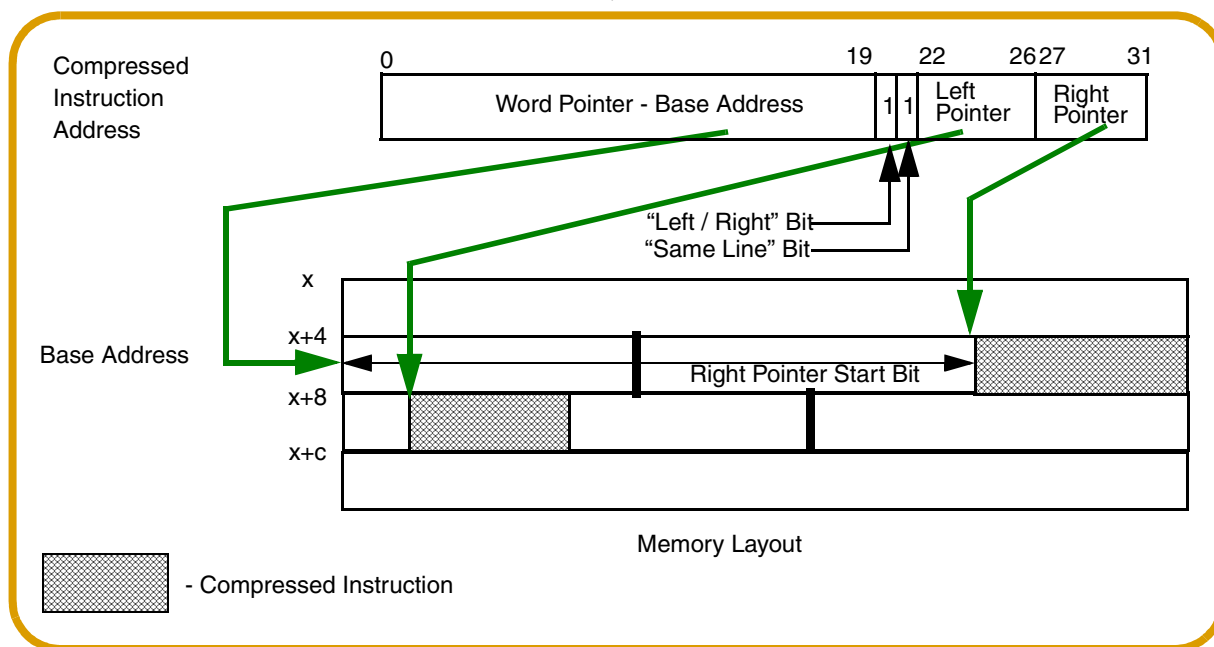 Compressed
Instruction
Address
0 19 22 26 27 31
Word Pointer - Base Address 1 1 Left
Pointer Right
Pointer
“Left / Right” Bit
“Same Line” Bit
x
x+4
Base Address
Right Pointer Start Bit
x+8
x+c
Memory Layout
- Compressed Instruction